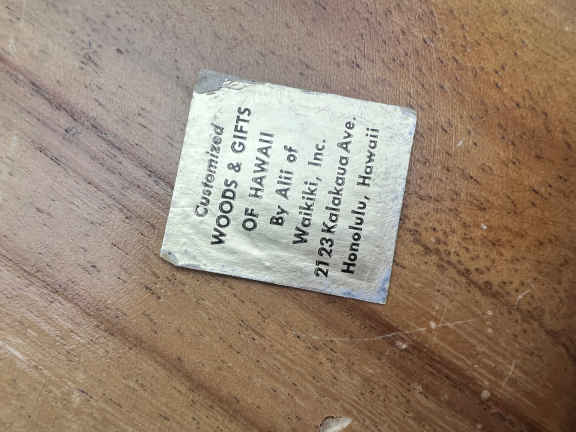 Customized
WOODS & GIFTS
OF HAWAII
By Alii of
Waikiki, Inc.
2123 Kalakaua Ave.
Honolulu, Hawaii